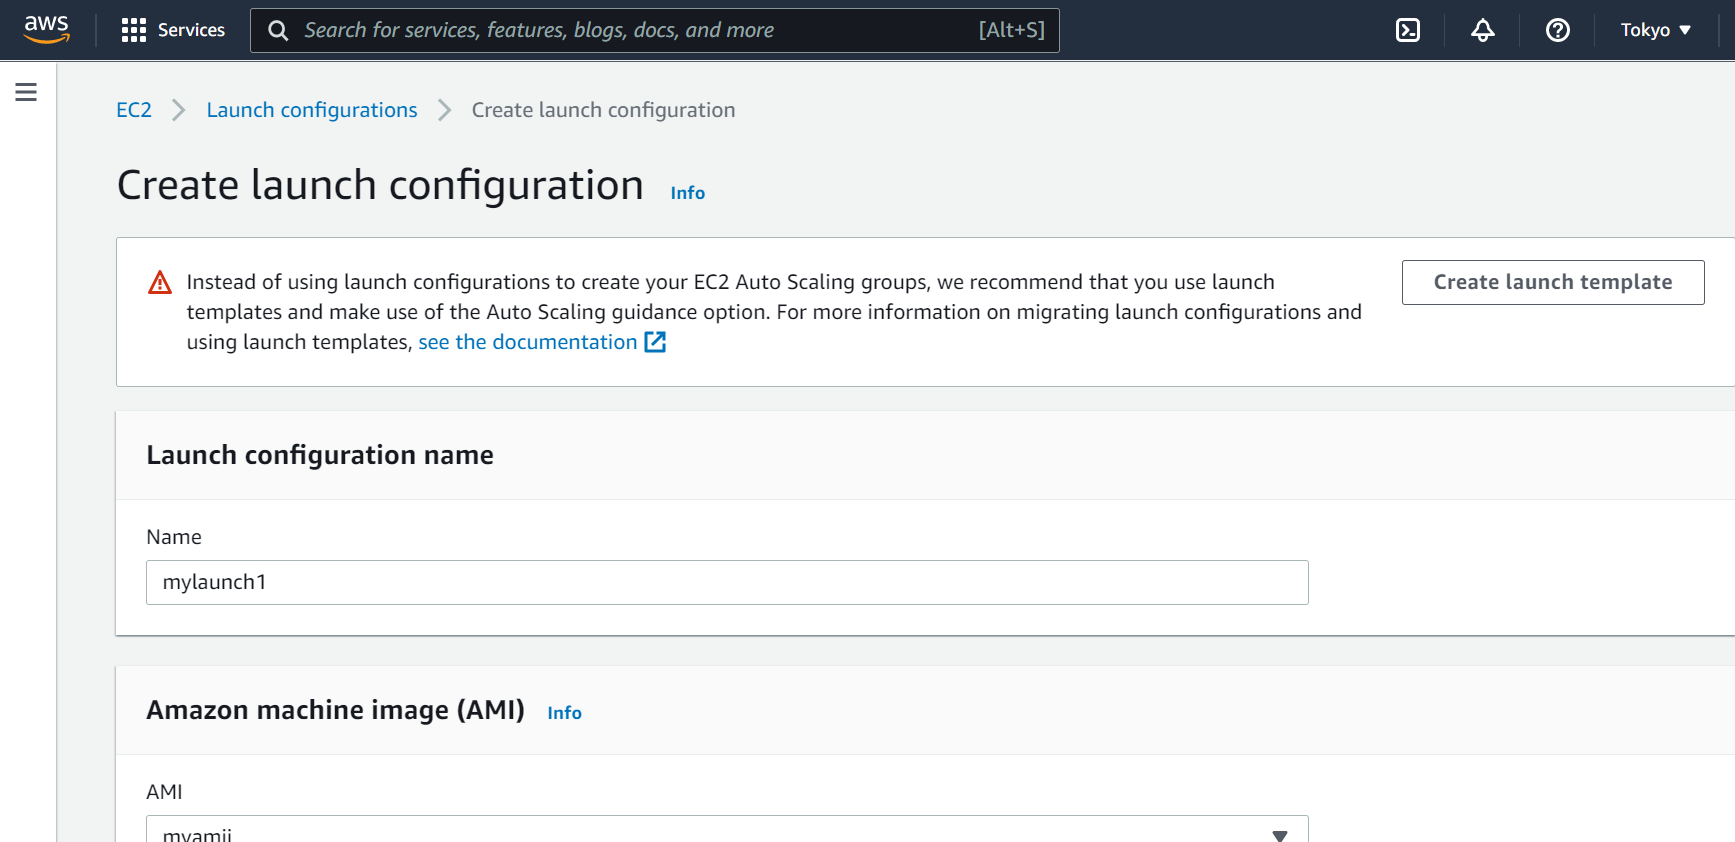 aws
Services
Search for services, features, blogs, docs, and more [Alt+S]
Tokyo
EC2 > Launch configurations > Create launch configuration
Create launch configuration Info
Instead of using launch configurations to create your EC2 Auto Scaling groups, we recommend that you use launch
templates and make use of the Auto Scaling guidance option. For more information on migrating launch configurations and
using launch templates, see the documentation
Create launch template
Launch configuration name
Name
mylaunch1
Amazon machine image (AMI) Info
AMI
myamii